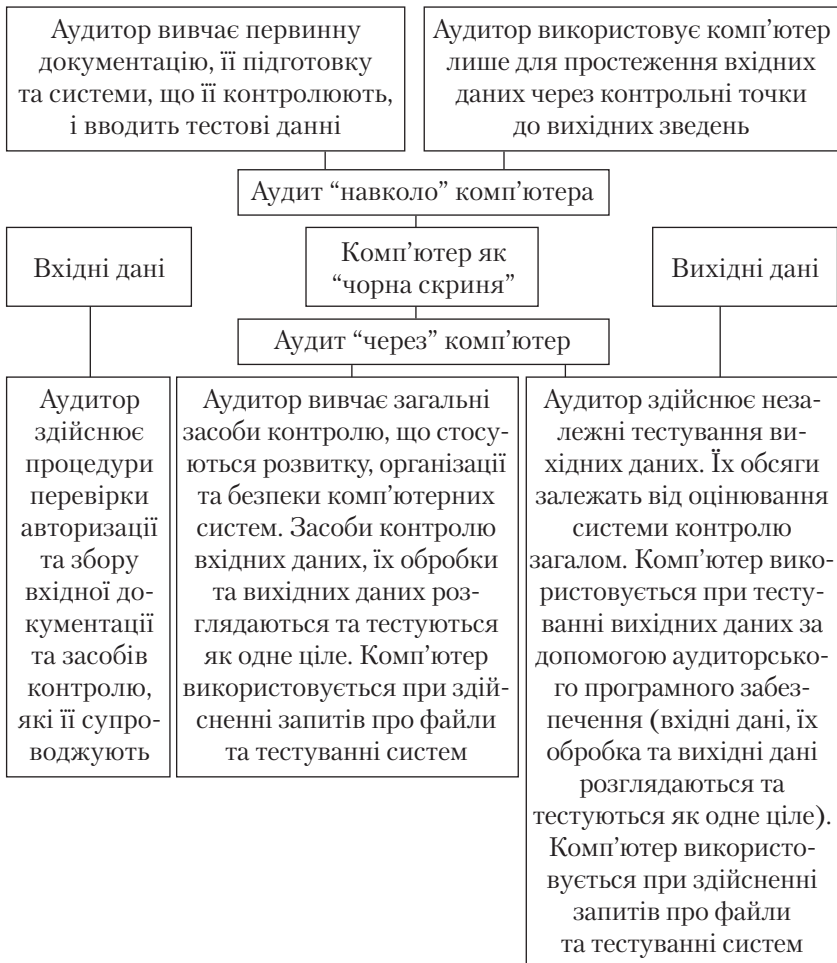 Аудитор вивчає первинну
документацію, її підготовку
та системи, що її контролюють,
і вводить тестові данні
Аудитор використовує комп’ютер
лише для простеження вхідних
даних через контрольні точки
до вихідних зведень
Аудит “навколо” комп’ютера
Вхідні дані
Комп’ютер як
“чорна скриня”
Вихідні дані
Аудит “через” комп’ютер
Аудитор
здійснює
процедури
перевірки
авторизації
та збору
вхідної до-
кументації
та засобів
контролю,
які її супро-
воджують
Аудитор вивчає загальні
засоби контролю, що стосу-
ються розвитку, організації
та безпеки комп’ютерних
систем. Засоби контролю
вхідних даних, їх обробки
та вихідних даних роз-
глядаються та тестуються
як одне ціле. Комп’ютер
використовується при здій-
сненні запитів про файли
та тестуванні систем
Аудитор здійснює неза-
лежні тестування ви-
хідних даних. Їх обсяги
залежать від оцінювання
системи контролю
загалом. Комп’ютер вико-
ристовується при тесту-
ванні вихідних даних за
допомогою аудиторсько-
го програмного забез-
печення (вхідні дані, їх
обробка та вихідні дані
розглядаються та
тестуються як одне ціле).
Комп’ютер використо-
вується при здійсненні
запитів про файли
та тестуванні систем